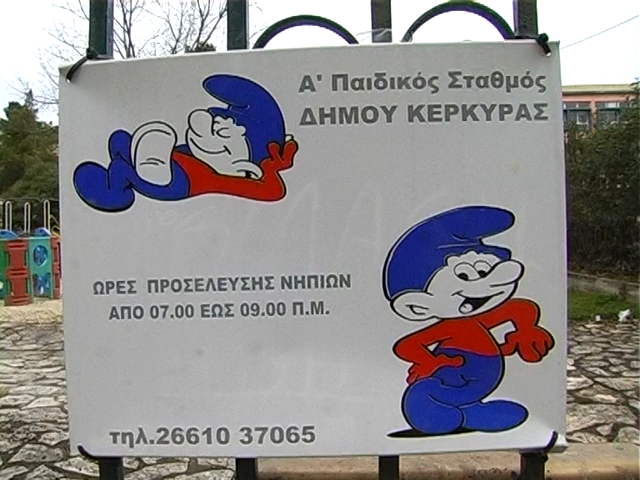 Α' Παιδικός Σταθμός
ΔΗΜΟΥ ΚΕΡΚΥΡΑΣ
ΩΡΕΣ ΠΡΟΣΕΛΕΥΣΗΣ ΝΗΠΙΩΝ
ΑΠΟ 07.00 ΕΩΣ 09.00 Π.Μ.
τηλ.26610 37065